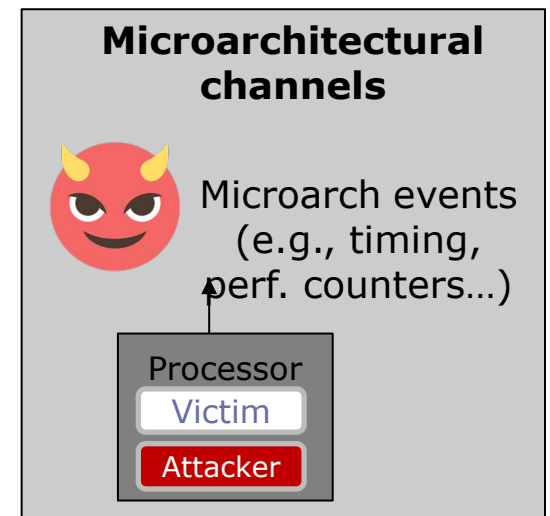 Microarchitectural
channels
Microarch events
(e.g., timing,
perf. counters…)
Processor
Victim
Attacker